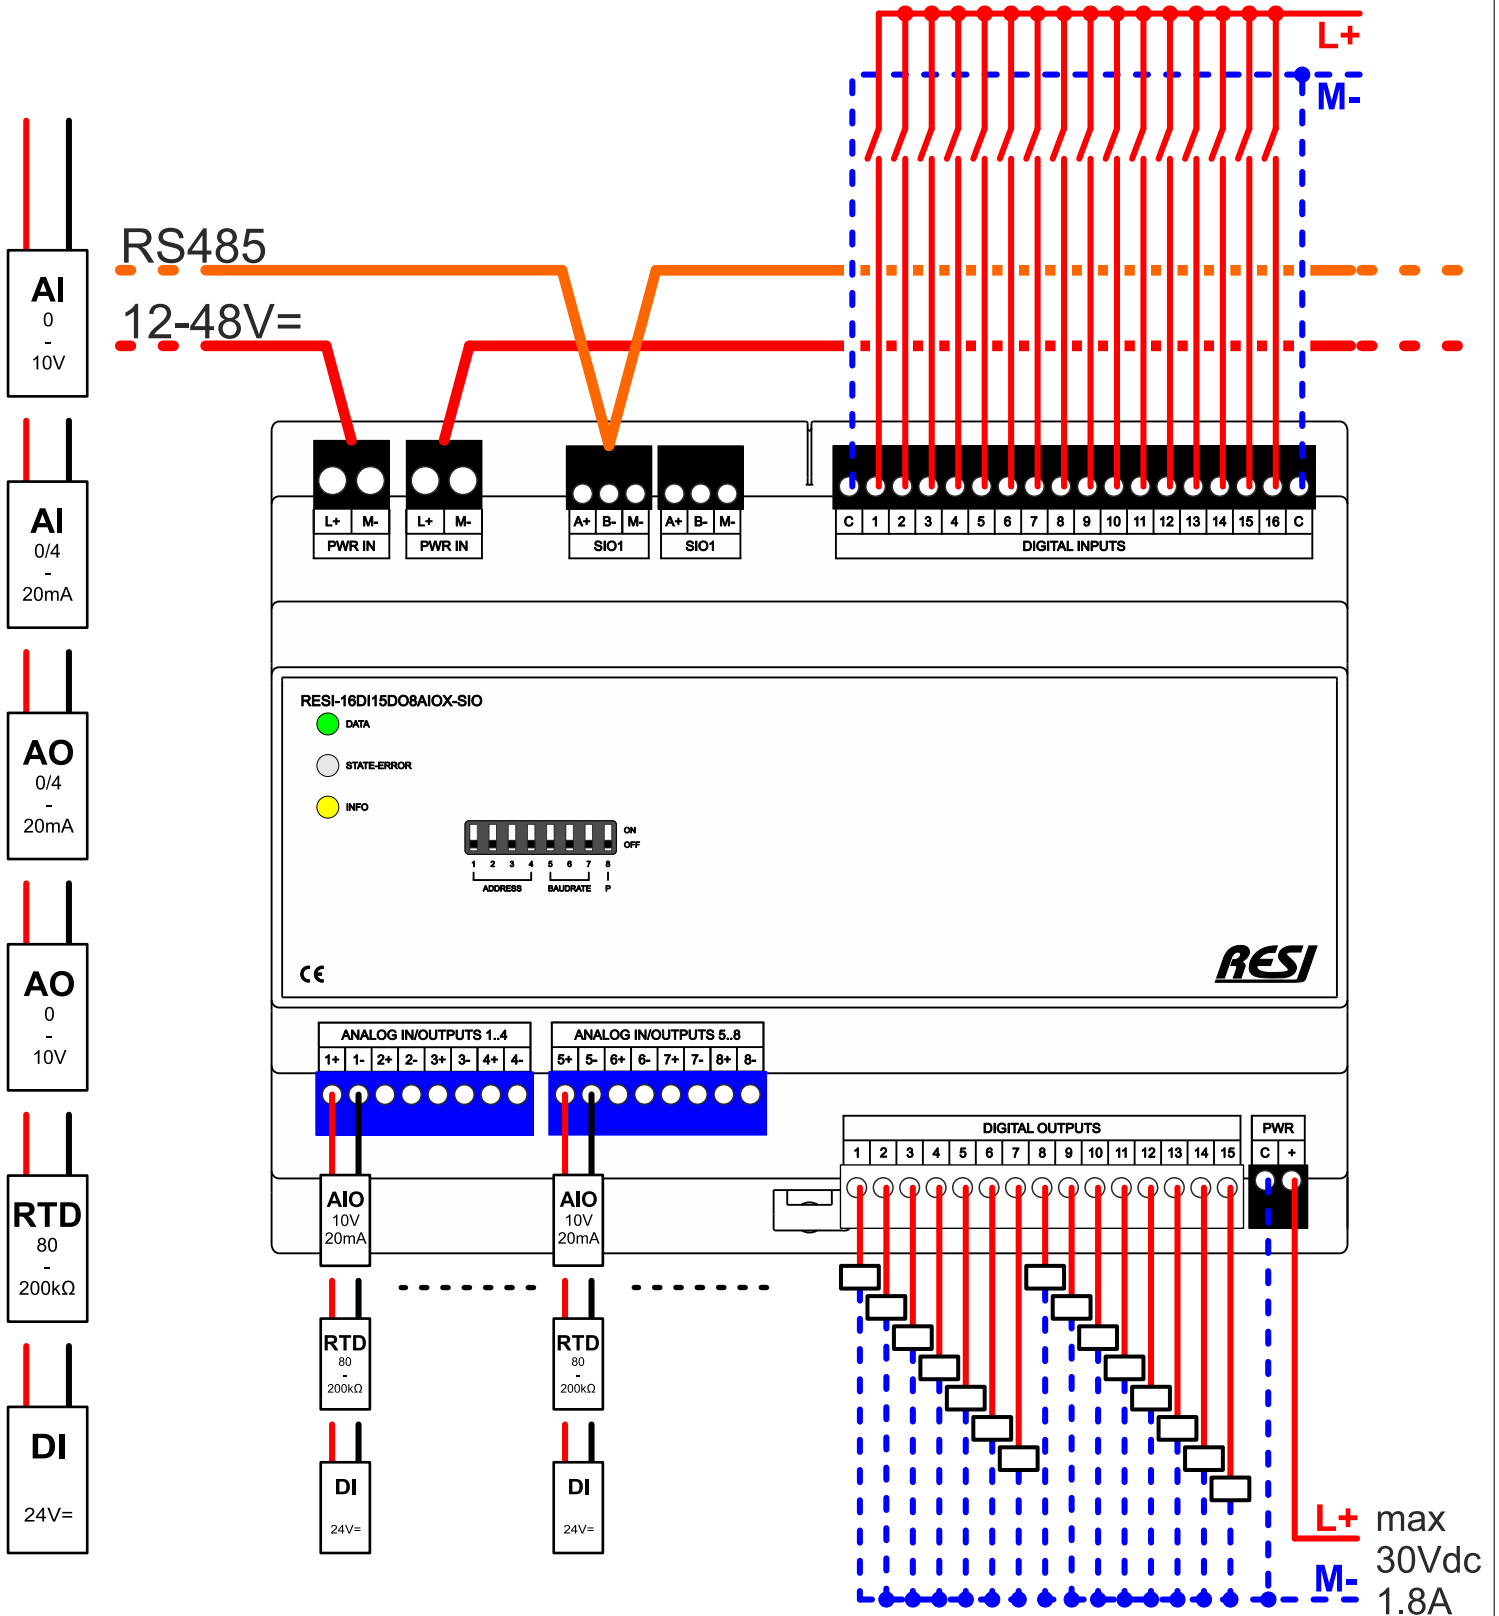 L+
M-
RS485
12-48V=
AI
0
-
10V
AI
0/4
-
20mA
AO
0/4
-
20mA
AO
0
-
10V
RTD
80
-
200kΩ
DI
24V=
L+ M- L+ M- A+ B- M- A+ B- M- C 1 2 3 4 5 6 7 8 9 10 11 12 13 14 15 16 C
PWR IN PWR IN SIO1 SIO1 DIGITAL INPUTS
RESI-16DI15DO8AIOX-SIO
DATA
STATE-ERROR
INFO
ON
OFF
1 2 3 4 5 6 7 8
ADDRESS BAUDRATE P
CE RESI
ANALOG IN/OUTPUTS 1..4 ANALOG IN/OUTPUTS 5..8
1+ 1- 2+ 2- 3+ 3- 4+ 4- 5+ 5- 6+ 6- 7+ 7- 8+ 8-
DIGITAL OUTPUTS PWR
1 2 3 4 5 6 7 8 9 10 11 12 13 14 15 C +
AIO
10V
20mA
AIO
10V
20mA
RTD
80
-
200kΩ
RTD
80
-
200kΩ
DI
24V=
DI
24V=
L+ max
30Vdc
M- 1.8A